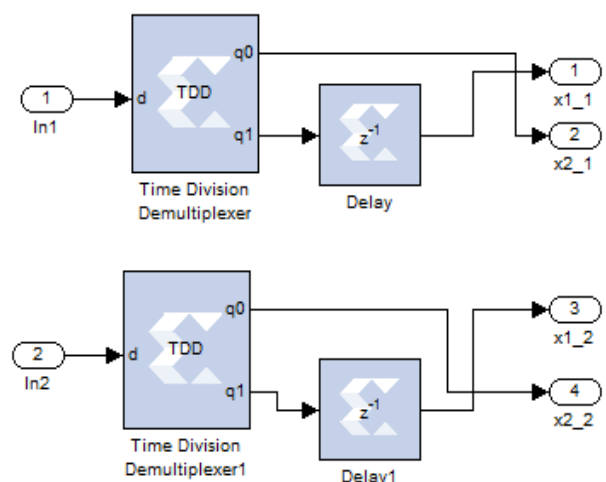 q0
1
TDD
1
d
z-1
x1_1
In1
q1
2
Time Division
Demultiplexer
Delay
x2_1
q0
3
2
TDD
x1_2
d
In2
q1
z-1
4
Time Division
Demultiplexer1
Delay1
x2_2